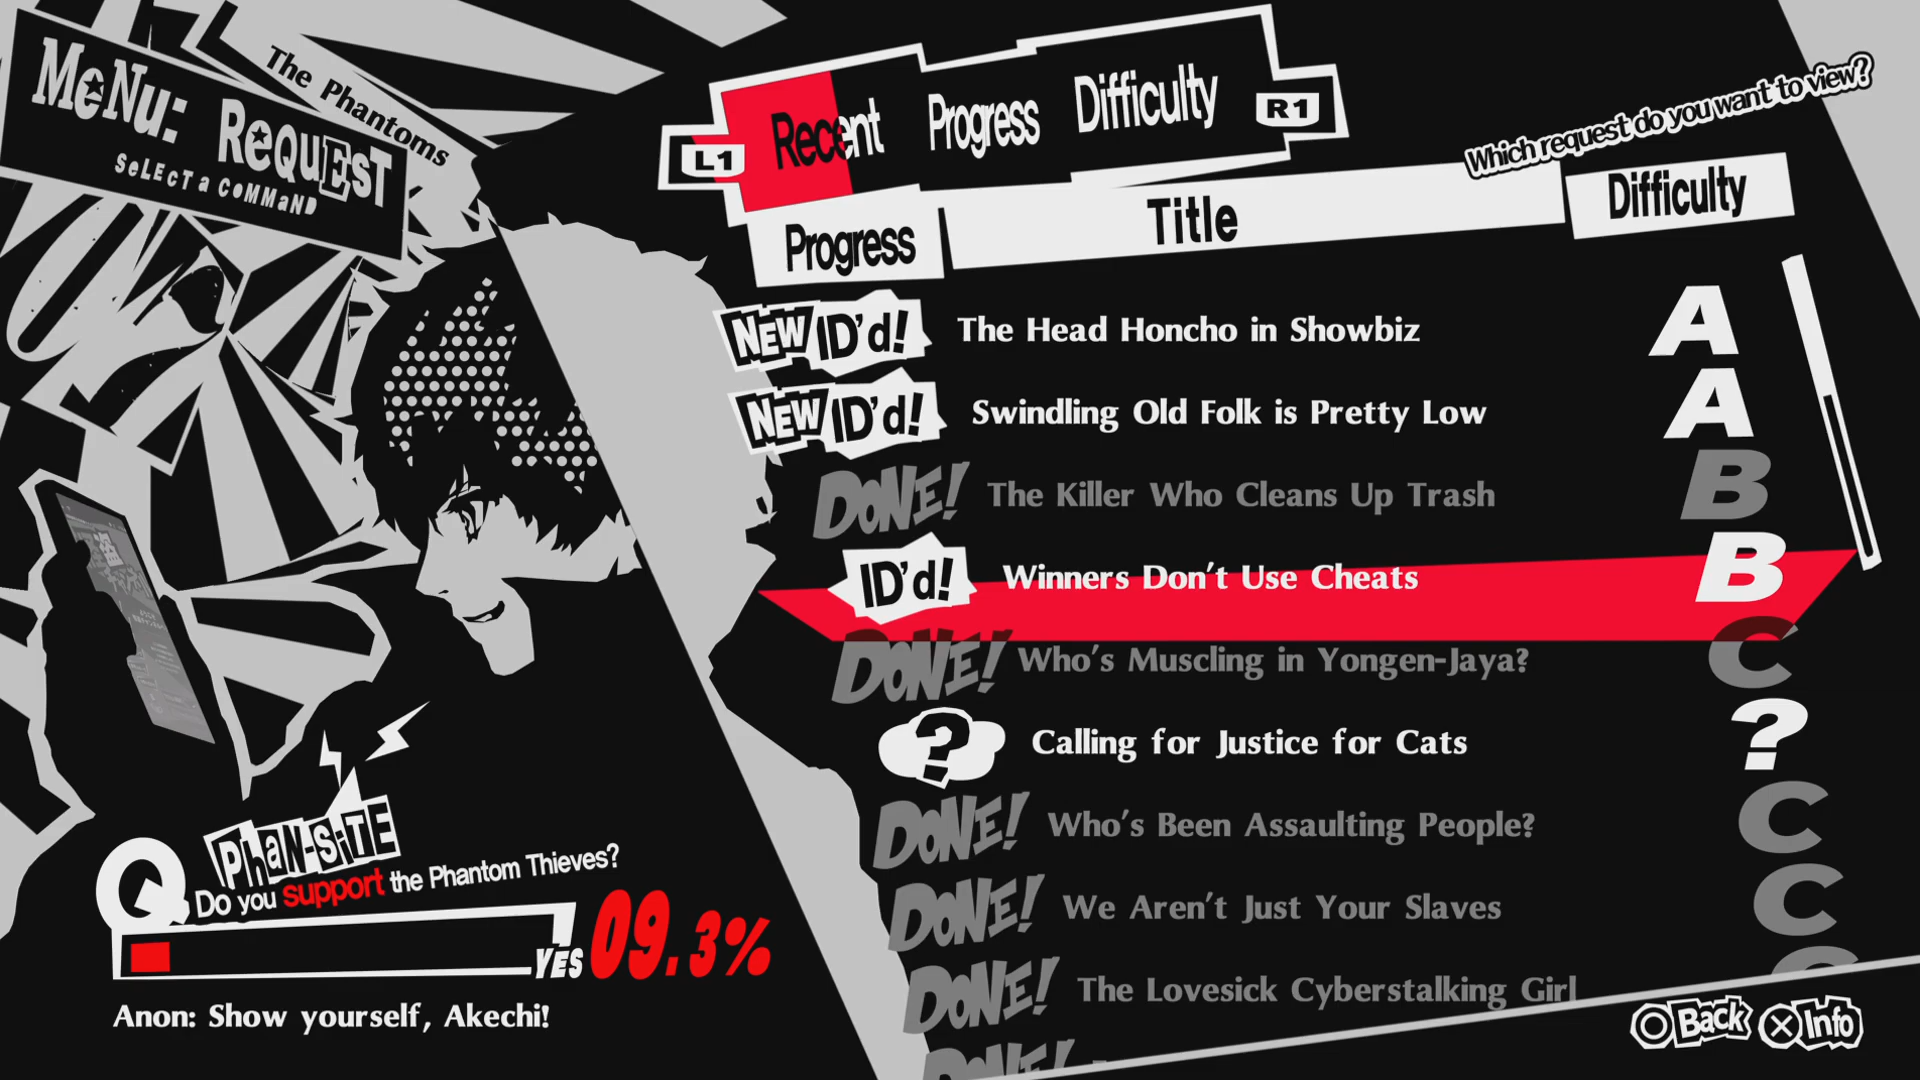 MeNu: ReQuEsT
SeLEcT a CoMMaND
The Phantoms
L1
Recent
Progress
Difficulty
R1
Which request do you want to view?
Progress
Title
Difficulty
NEW ID'd! The Head Honcho in Showbiz A
NEW ID'd! Swindling Old Folk is Pretty Low A
DONE! The Killer Who Cleans Up Trash B
ID'd! Winners Don't Use Cheats B
DONE! Who's Muscling in Yongen-Jaya? C
? Calling for Justice for Cats ?
DONE! Who's Been Assaulting People? C
DONE! We Aren't Just Your Slaves C
DONE! The Lovesick Cyberstalking Girl C
DONE!
PhaN-SiTE
Q Do you support the Phantom Thieves?
YES 09.3%
Anon: Show yourself, Akechi!
Back Info